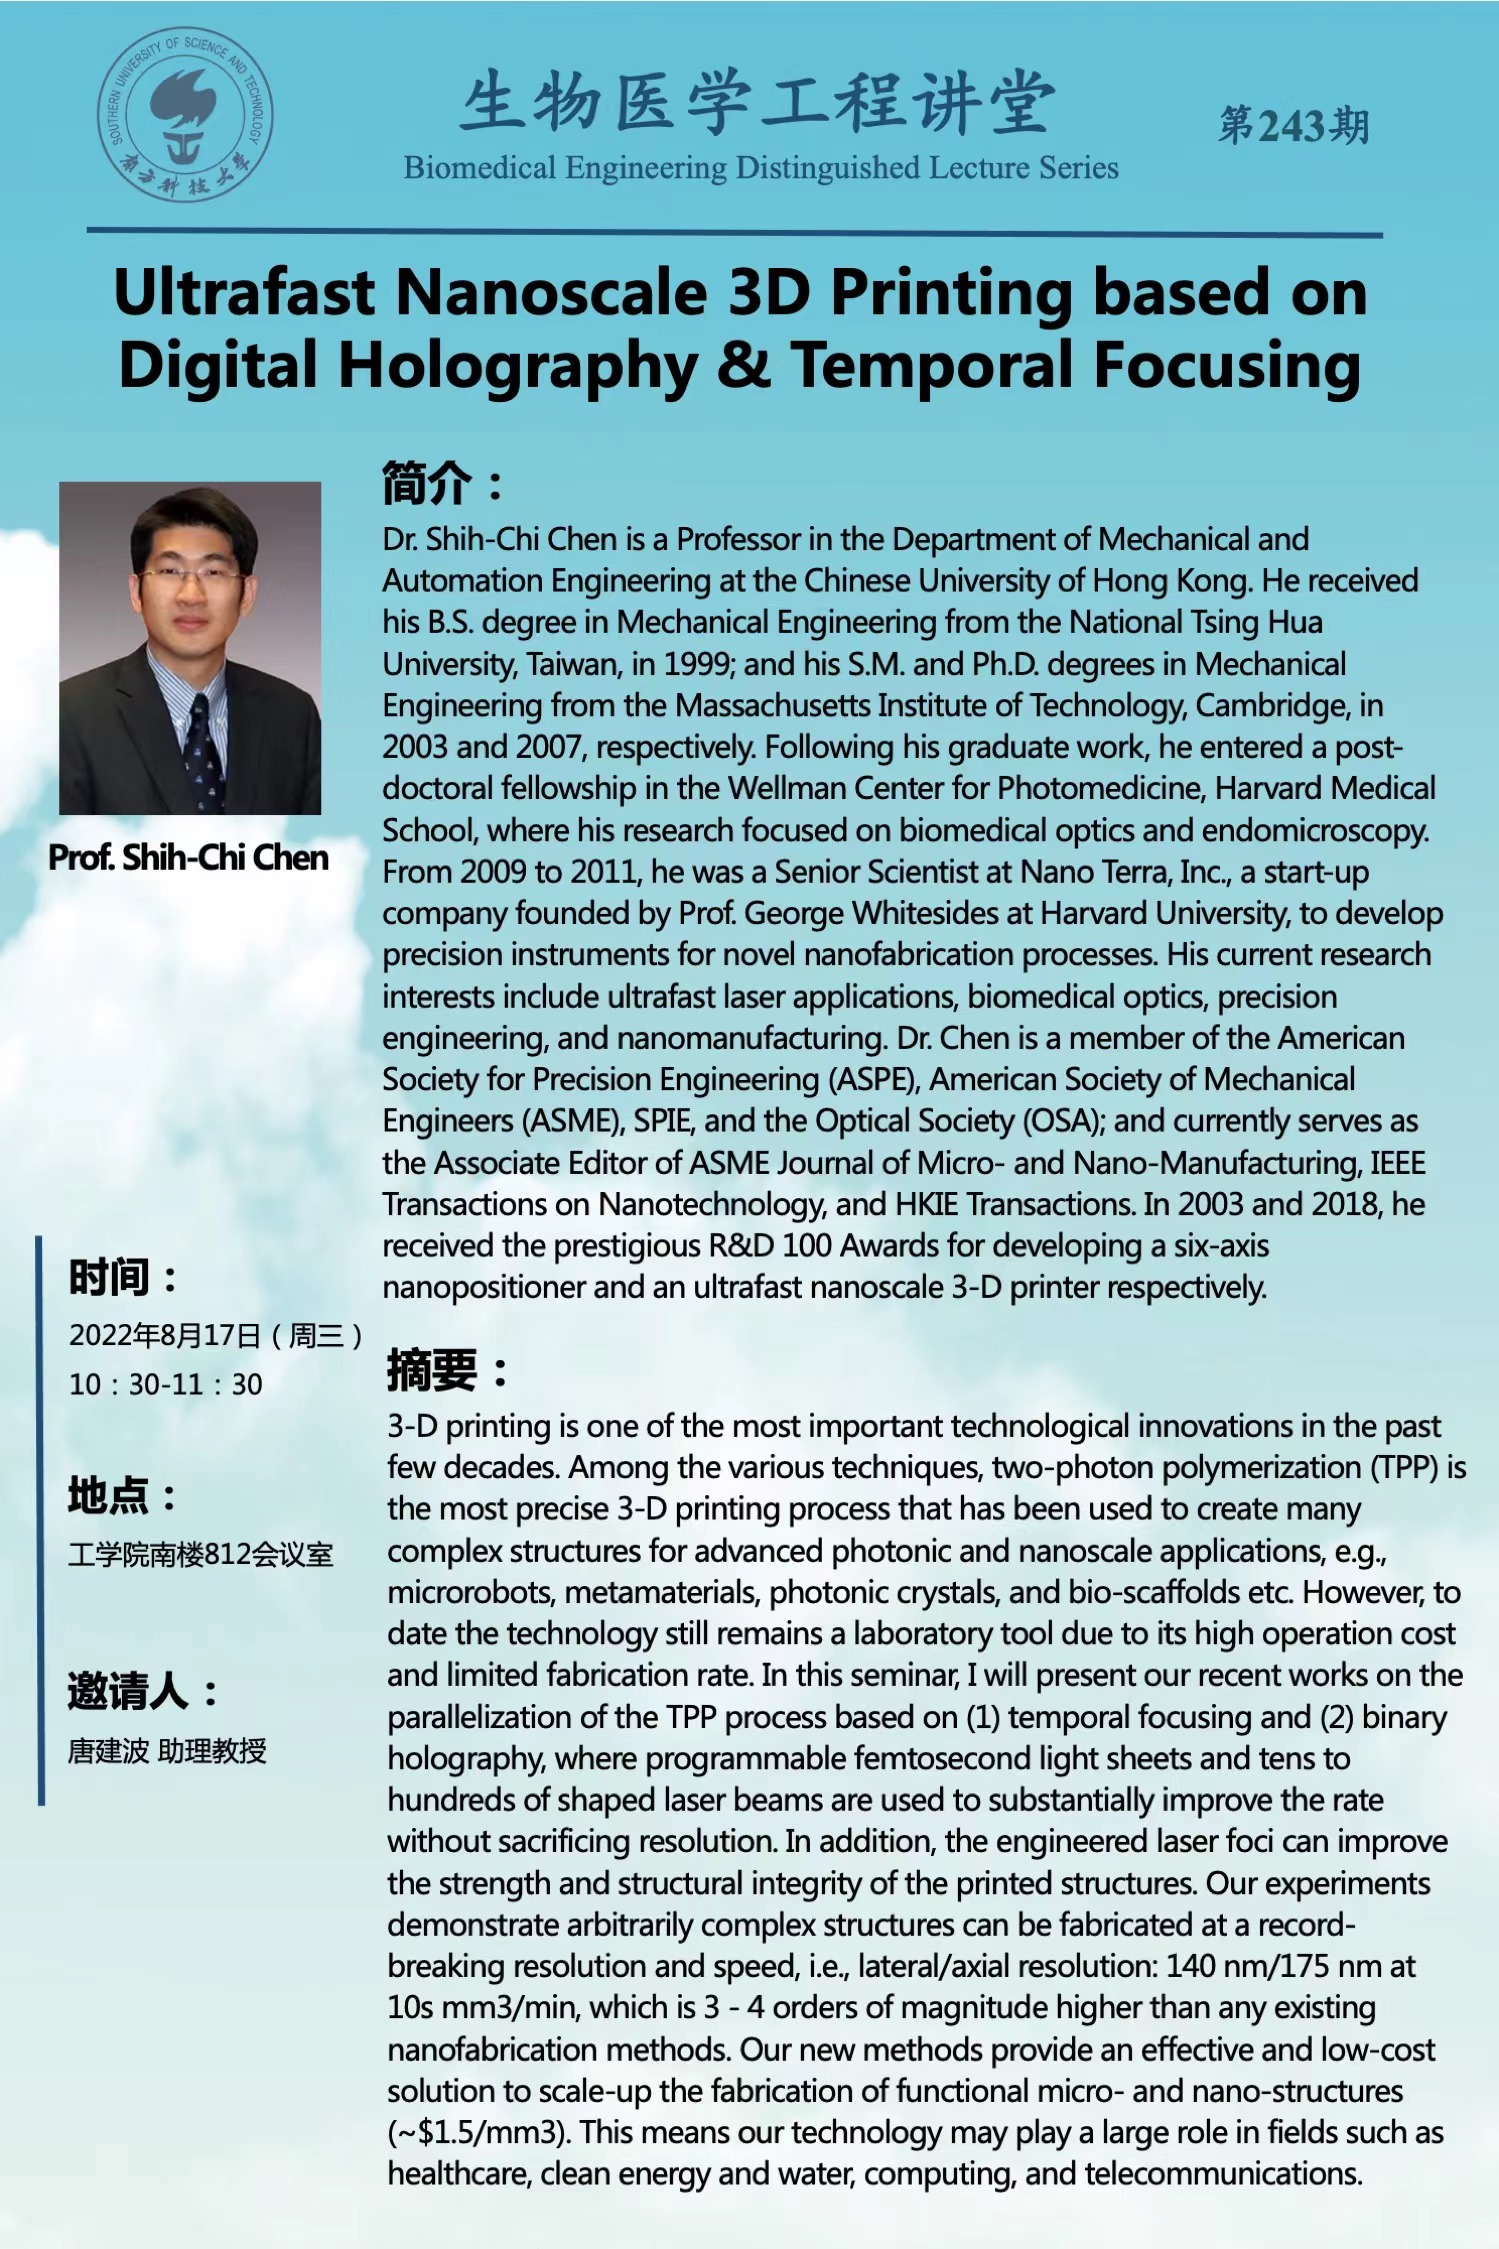 SOUTHERN UNIVERSITY OF SCIENCE AND TECHNOLOGY
南方科技大学
生物医学工程讲堂
Biomedical Engineering Distinguished Lecture Series
第243期
Ultrafast Nanoscale 3D Printing based on
Digital Holography & Temporal Focusing
Prof. Shih-Chi Chen
简介：
Dr. Shih-Chi Chen is a Professor in the Department of Mechanical and
Automation Engineering at the Chinese University of Hong Kong. He received
his B.S. degree in Mechanical Engineering from the National Tsing Hua
University, Taiwan, in 1999; and his S.M. and Ph.D. degrees in Mechanical
Engineering from the Massachusetts Institute of Technology, Cambridge, in
2003 and 2007, respectively. Following his graduate work, he entered a post-
doctoral fellowship in the Wellman Center for Photomedicine, Harvard Medical
School, where his research focused on biomedical optics and endomicroscopy.
From 2009 to 2011, he was a Senior Scientist at Nano Terra, Inc., a start-up
company founded by Prof. George Whitesides at Harvard University, to develop
precision instruments for novel nanofabrication processes. His current research
interests include ultrafast laser applications, biomedical optics, precision
engineering, and nanomanufacturing. Dr. Chen is a member of the American
Society for Precision Engineering (ASPE), American Society of Mechanical
Engineers (ASME), SPIE, and the Optical Society (OSA); and currently serves as
the Associate Editor of ASME Journal of Micro- and Nano-Manufacturing, IEEE
Transactions on Nanotechnology, and HKIE Transactions. In 2003 and 2018, he
received the prestigious R&D 100 Awards for developing a six-axis
nanopositioner and an ultrafast nanoscale 3-D printer respectively.
时间：
2022年8月17日（周三）
10：30-11：30
地点：
工学院南楼812会议室
邀请人：
唐建波 助理教授
摘要：
3-D printing is one of the most important technological innovations in the past
few decades. Among the various techniques, two-photon polymerization (TPP) is
the most precise 3-D printing process that has been used to create many
complex structures for advanced photonic and nanoscale applications, e.g.,
microrobots, metamaterials, photonic crystals, and bio-scaffolds etc. However, to
date the technology still remains a laboratory tool due to its high operation cost
and limited fabrication rate. In this seminar, I will present our recent works on the
parallelization of the TPP process based on (1) temporal focusing and (2) binary
holography, where programmable femtosecond light sheets and tens to
hundreds of shaped laser beams are used to substantially improve the rate
without sacrificing resolution. In addition, the engineered laser foci can improve
the strength and structural integrity of the printed structures. Our experiments
demonstrate arbitrarily complex structures can be fabricated at a record-
breaking resolution and speed, i.e., lateral/axial resolution: 140 nm/175 nm at
10s mm3/min, which is 3 - 4 orders of magnitude higher than any existing
nanofabrication methods. Our new methods provide an effective and low-cost
solution to scale-up the fabrication of functional micro- and nano-structures
(~$1.5/mm3). This means our technology may play a large role in fields such as
healthcare, clean energy and water, computing, and telecommunications.